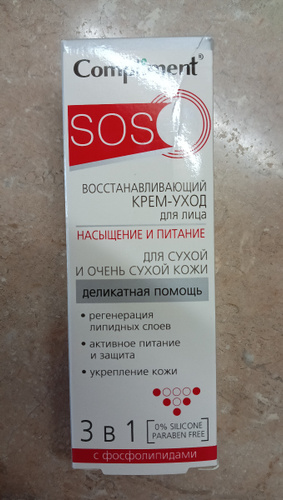 Compliment®
SOS
ВОССТАНАВЛИВАЮЩИЙ
КРЕМ-УХОД
для лица
НАСЫЩЕНИЕ И ПИТАНИЕ
ДЛЯ СУХОЙ
И ОЧЕНЬ СУХОЙ КОЖИ
деликатная помощь
• регенерация
липидных слоев
• активное питание
и защита
• укрепление кожи
3 в 1
0% SILICONE
PARABEN FREE
с фосфолипидами